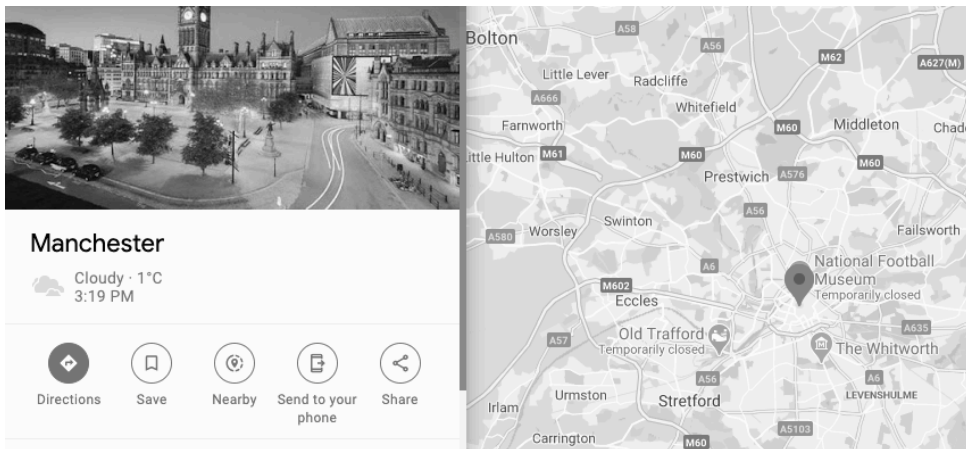 Manchester
Cloudy · 1°C
3:19 PM
Directions
Save
Nearby
Send to your
phone
Share
Bolton
A58
A56
M62
A627(M)
Little Lever
Radcliffe
A666
Whitefield
Farnworth
M60
Middleton
Chadd
Little Hulton
M61
M60
M60
Prestwich
A576
A56
Swinton
Worsley
A580
Failsworth
A6
National Football
Museum
Temporarily closed
M602
Eccles
A57
Old Trafford
Temporarily closed
A635
The Whitworth
A56
A6
Irlam
Urmston
Stretford
LEVENSHULME
A5103
Carrington
M60